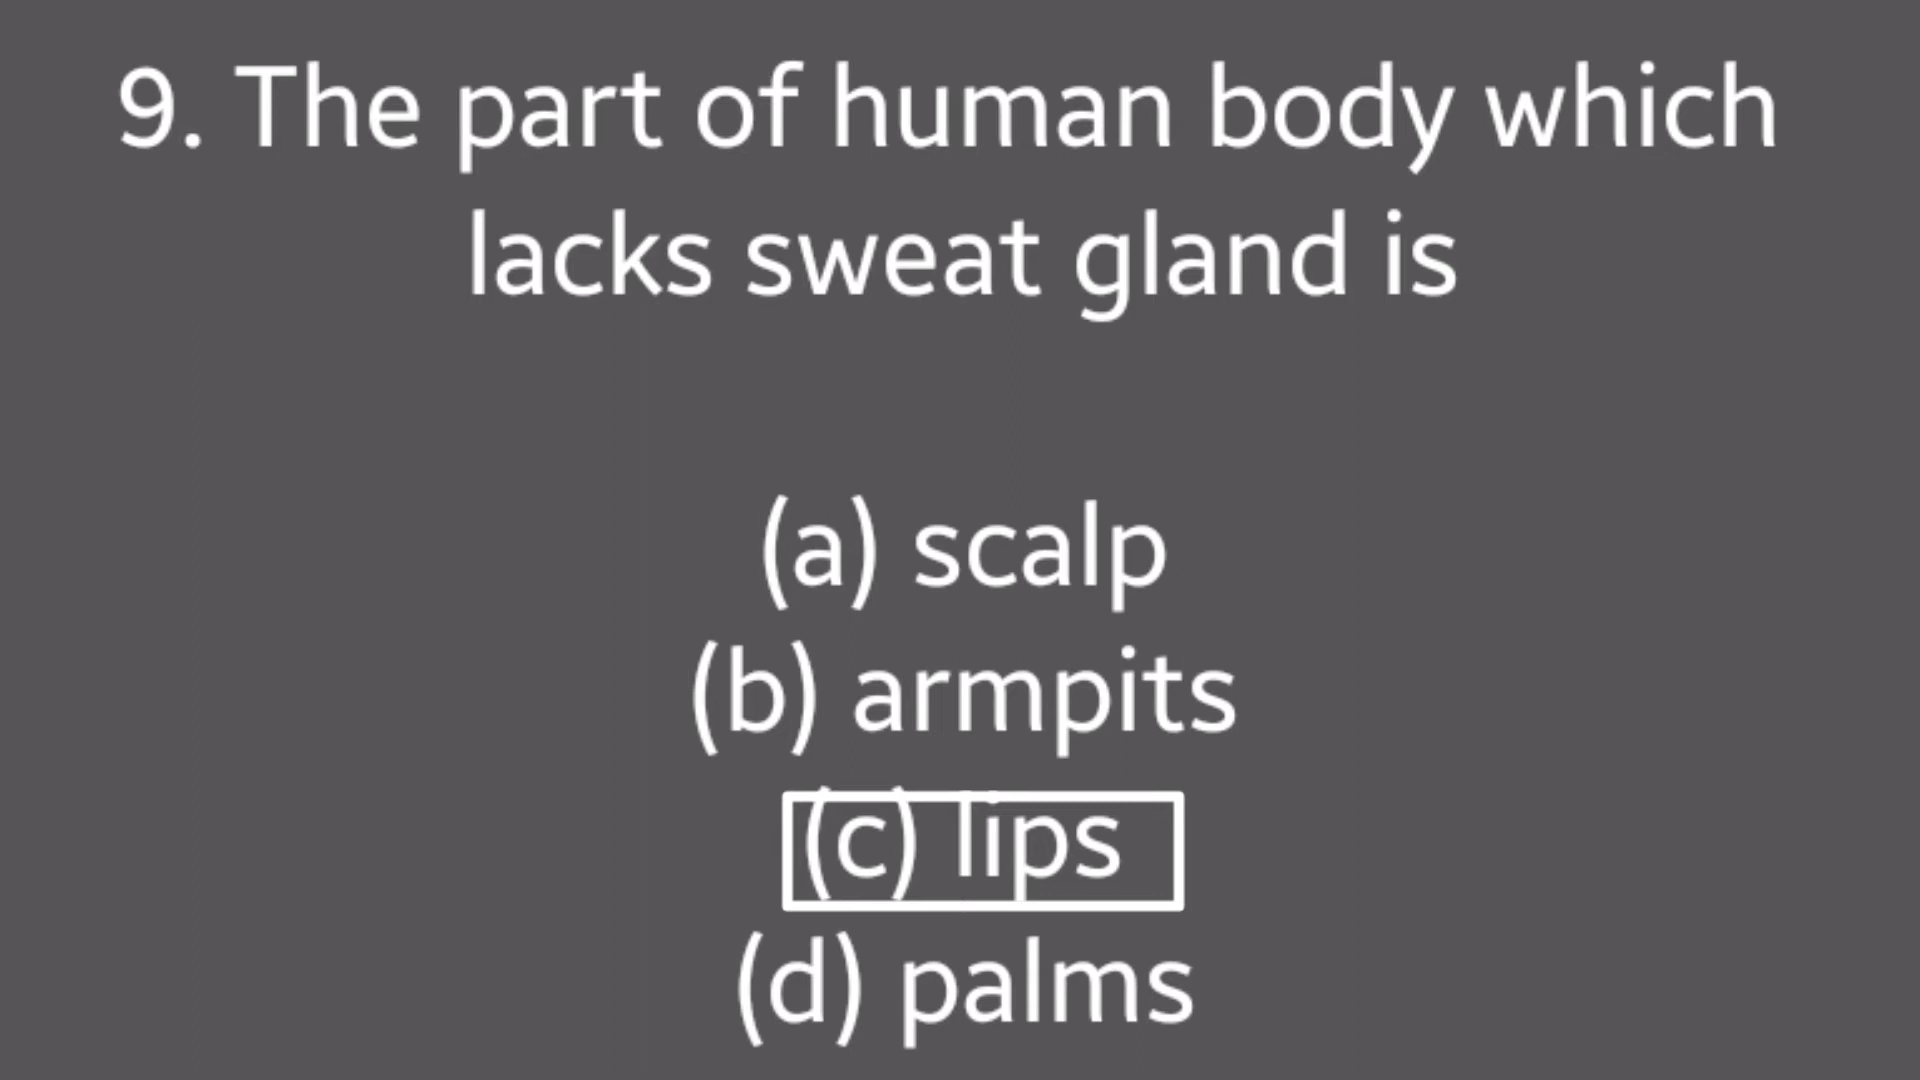 9. The part of human body which
lacks sweat gland is
(a) scalp
(b) armpits
(c) lips
(d) palms